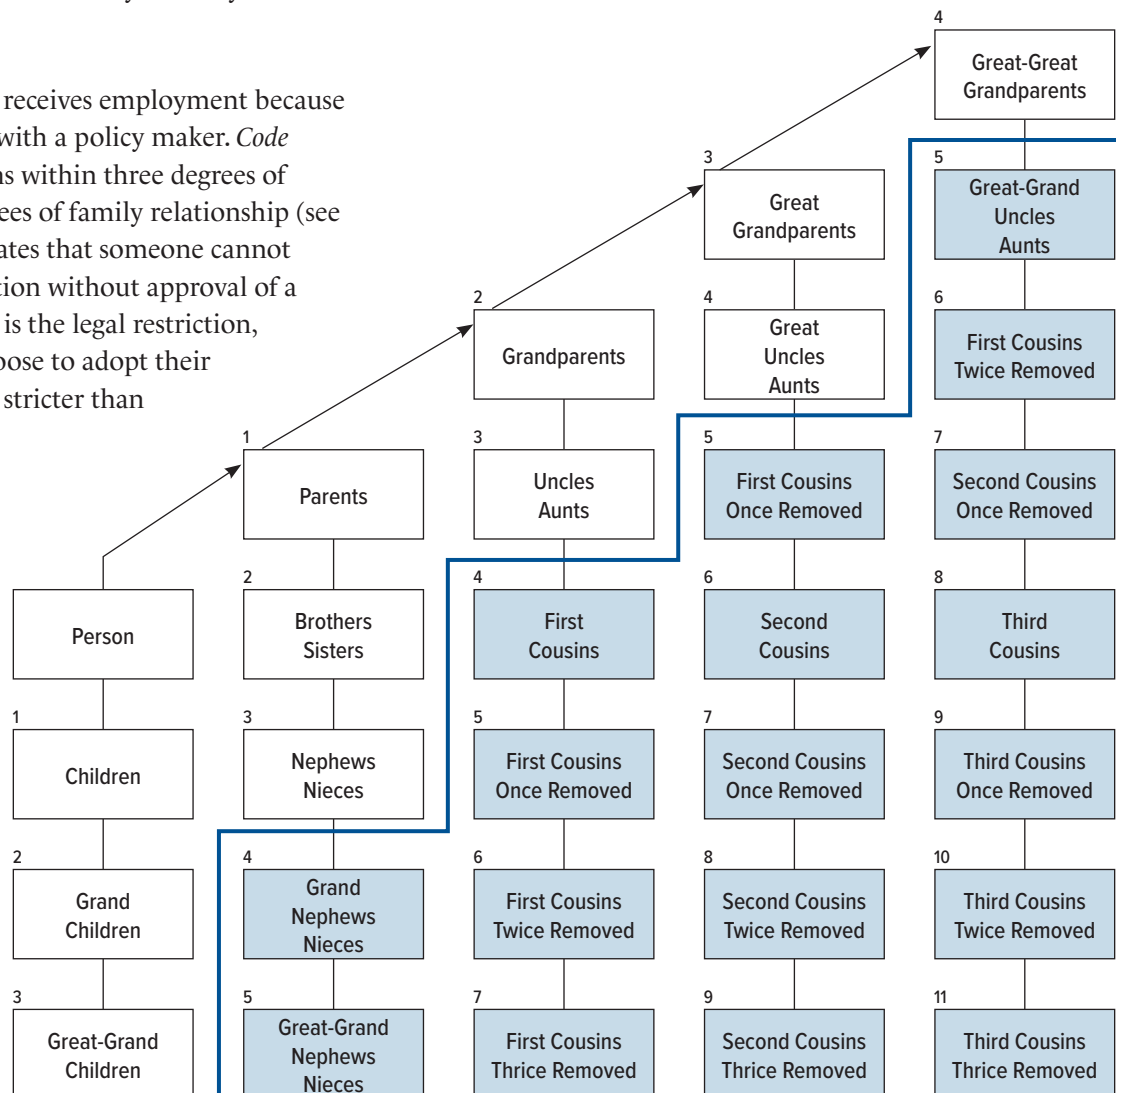 receives employment because
with a policy maker. Code
ns within three degrees of
ees of family relationship (see
ates that someone cannot
tion without approval of a
is the legal restriction,
oose to adopt their
stricter than
4
Great-Great
Grandparents
3
Great
Grandparents
5
Great-Grand
Uncles
Aunts
2
Grandparents
4
Great
Uncles
Aunts
6
First Cousins
Twice Removed
1
Parents
3
Uncles
Aunts
5
First Cousins
Once Removed
7
Second Cousins
Once Removed
Person
2
Brothers
Sisters
4
First
Cousins
6
Second
Cousins
8
Third
Cousins
1
Children
3
Nephews
Nieces
5
First Cousins
Once Removed
7
Second Cousins
Once Removed
9
Third Cousins
Once Removed
2
Grand
Children
4
Grand
Nephews
Nieces
6
First Cousins
Twice Removed
8
Second Cousins
Twice Removed
10
Third Cousins
Twice Removed
3
Great-Grand
Children
5
Great-Grand
Nephews
Nieces
7
First Cousins
Thrice Removed
9
Second Cousins
Thrice Removed
11
Third Cousins
Thrice Removed